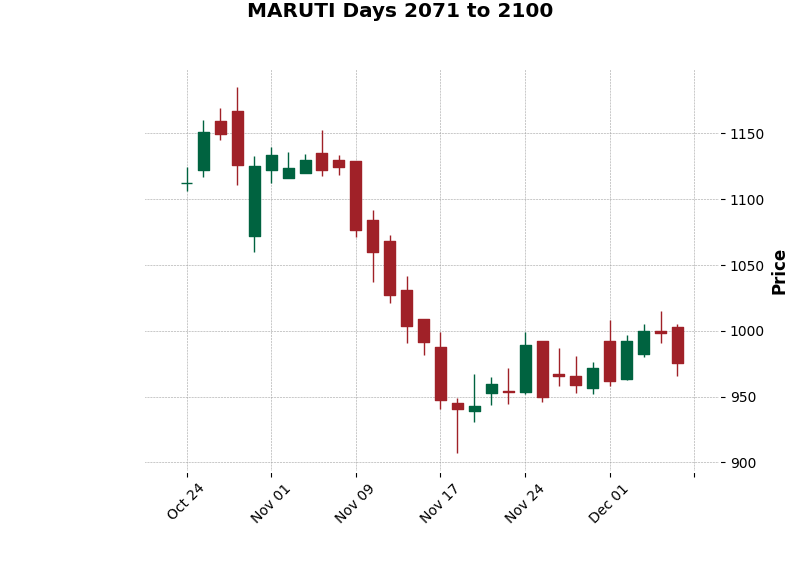 MARUTI Days 2071 to 2100
1150
1100
1050
1000
950
900
Price
Oct 24
Nov 01
Nov 09
Nov 17
Nov 24
Dec 01